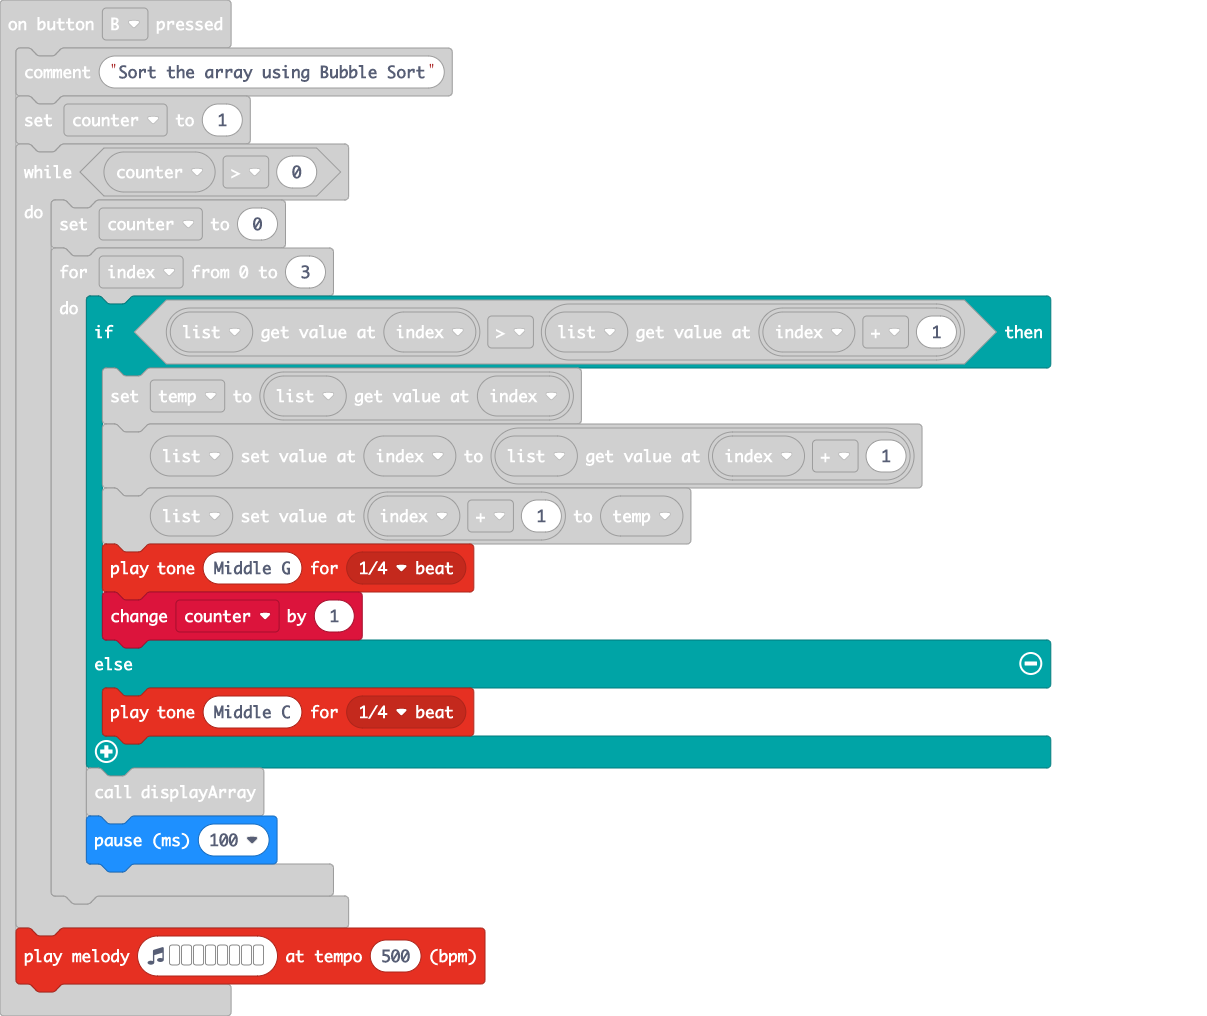 on button B pressed
comment "Sort the array using Bubble Sort"
set counter to 1
while counter > 0
do
set counter to 0
for index from 0 to 3
do
if list get value at index > list get value at index + 1 then
set temp to list get value at index
list set value at index to list get value at index + 1
list set value at index + 1 to temp
play tone Middle G for 1/4 beat
change counter by 1
else
play tone Middle C for 1/4 beat
call displayArray
pause (ms) 100
play melody at tempo 500 (bpm)